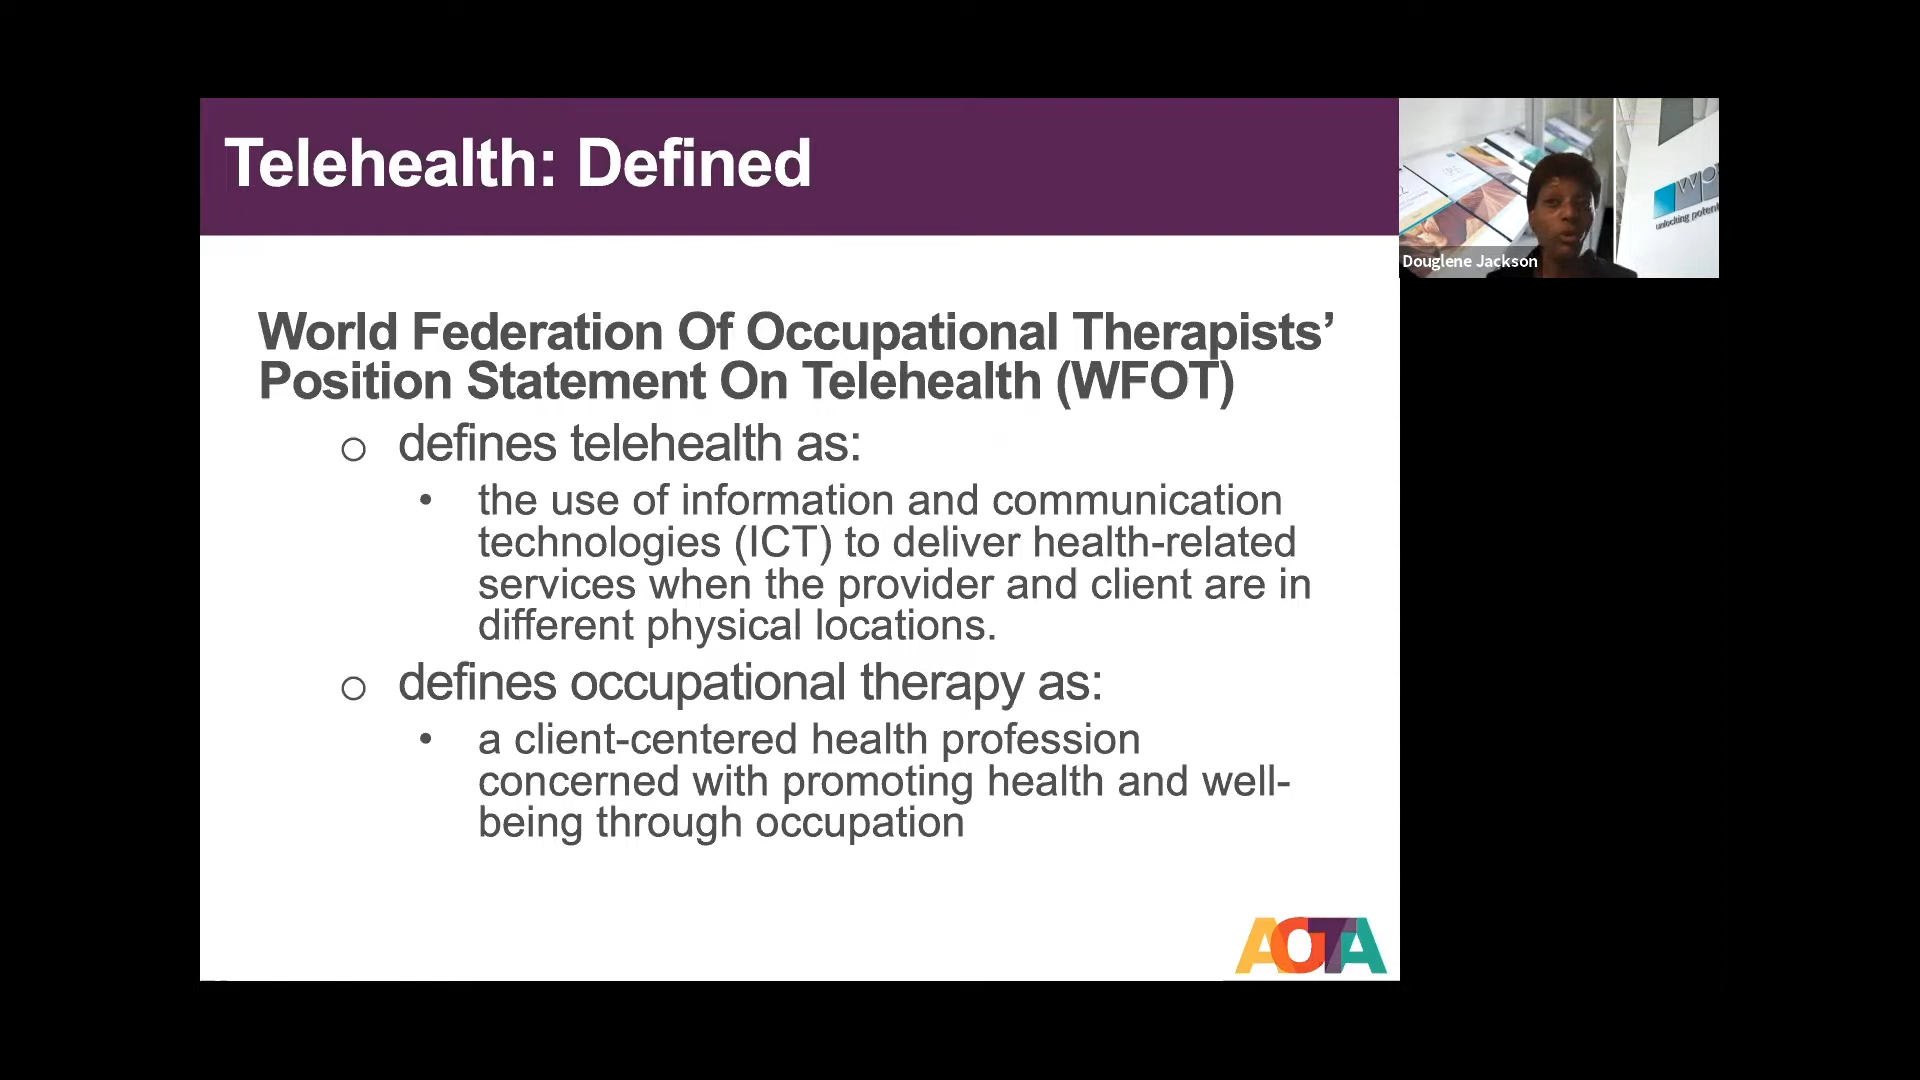 Telehealth: Defined
World Federation Of Occupational Therapists’
Position Statement On Telehealth (WFOT)
o defines telehealth as:
• the use of information and communication
technologies (ICT) to deliver health-related
services when the provider and client are in
different physical locations.
o defines occupational therapy as:
• a client-centered health profession
concerned with promoting health and well-
being through occupation
AOTA
Douglene Jackson
unlocking potent